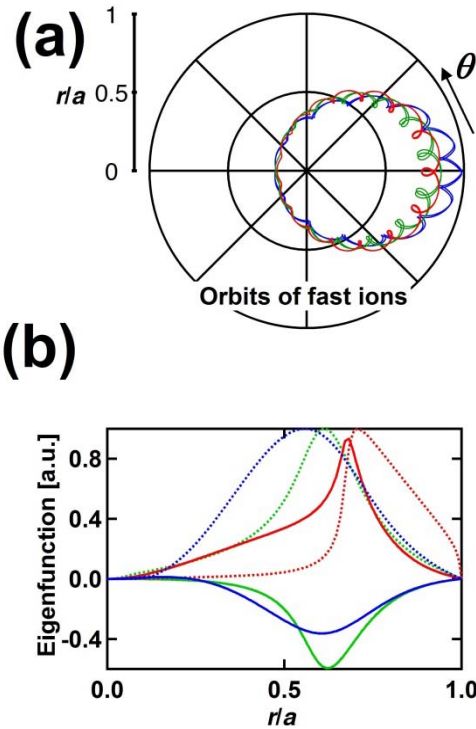 (a)
1
r/a 0.5
0
θ
Orbits of fast ions
(b)
Eigenfunction [a.u.]
0.8
0.4
0.0
-0.4
0.0 0.5 1.0
r/a